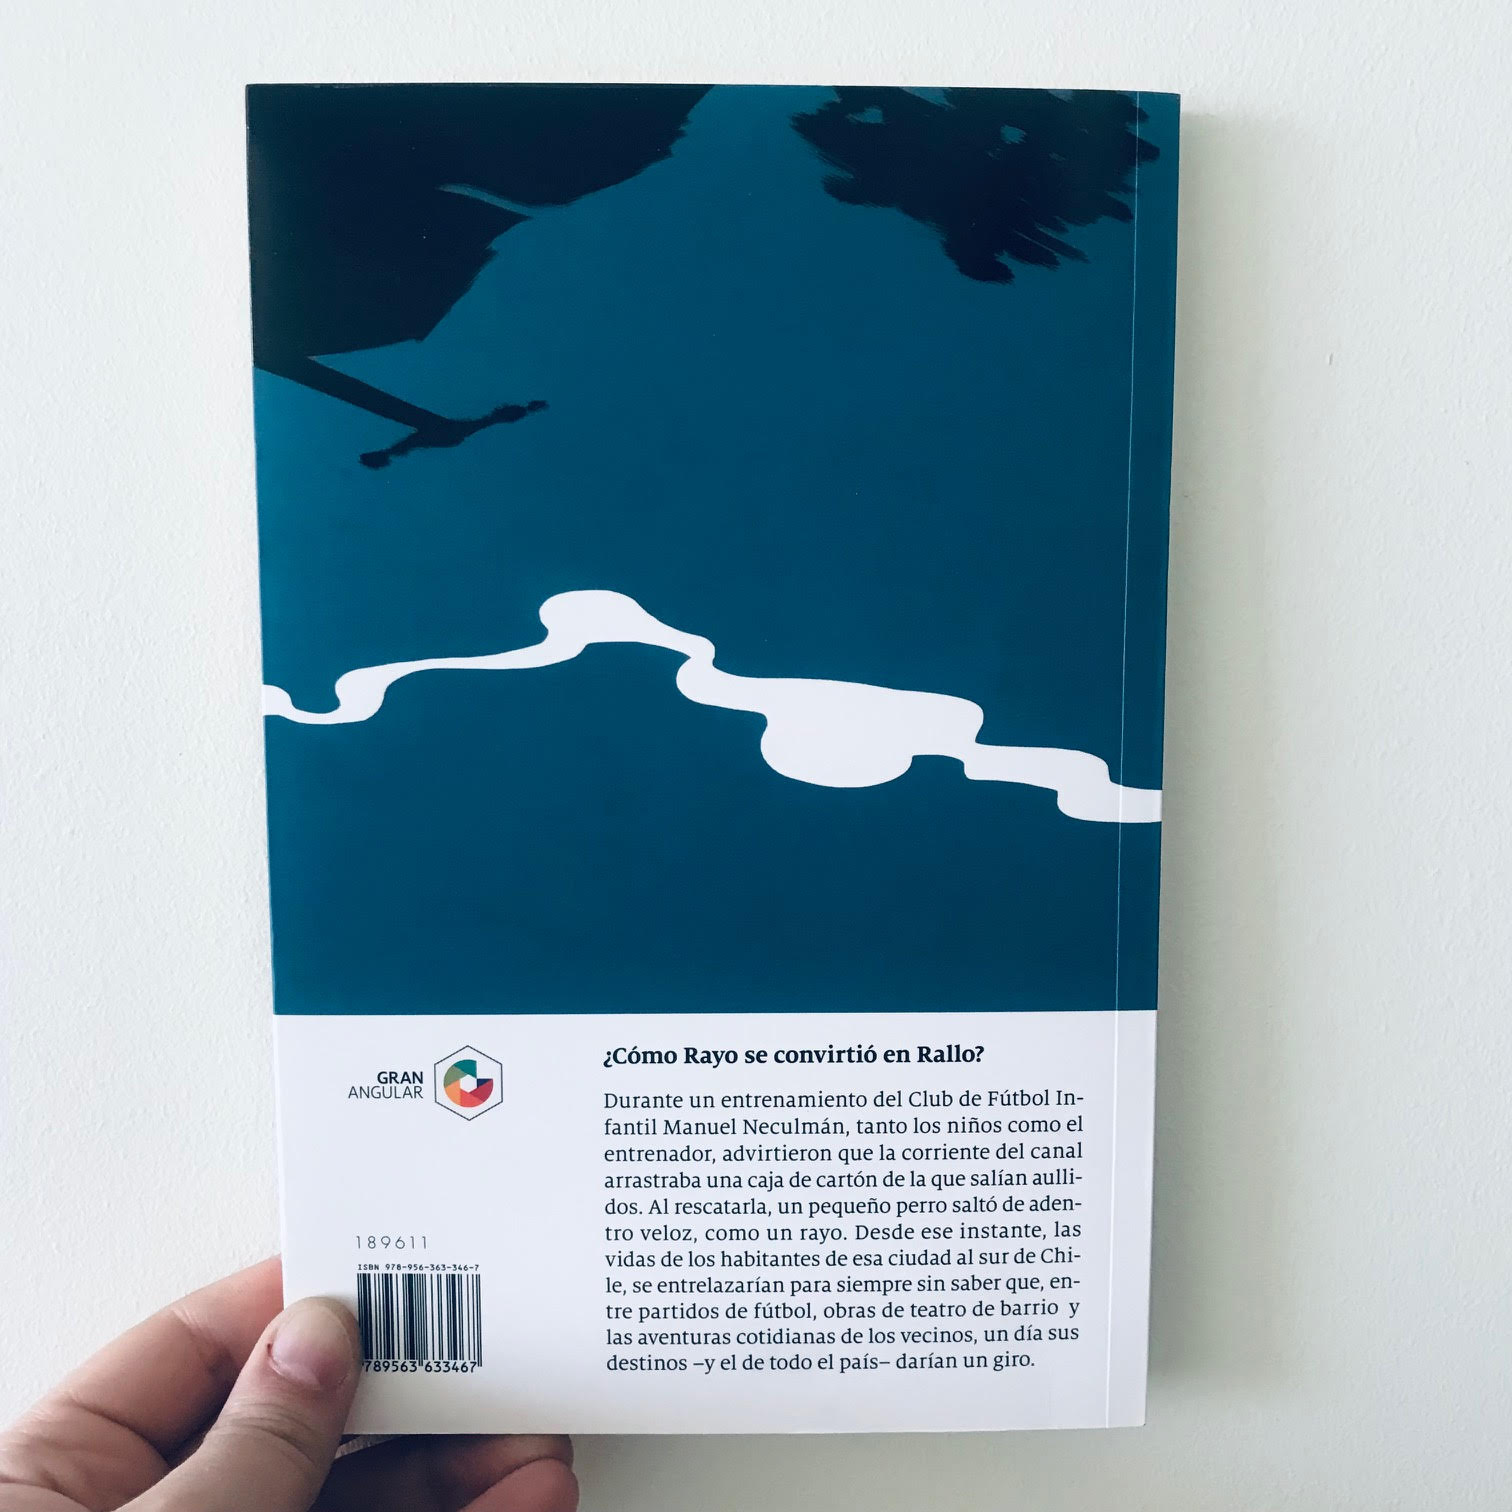 ¿Cómo Rayo se convirtió en Rallo?
Durante un entrenamiento del Club de Fútbol In-
fantil Manuel Neculmán, tanto los niños como el
entrenador, advirtieron que la corriente del canal
arrastraba una caja de cartón de la que salían aulli-
dos. Al rescatarla, un pequeño perro saltó de aden-
tro veloz, como un rayo. Desde ese instante, las
vidas de los habitantes de esa ciudad al sur de Chi-
le, se entrelazarían para siempre sin saber que, en-
tre partidos de fútbol, obras de teatro de barrio y
las aventuras cotidianas de los vecinos, un día sus
destinos –y el de todo el país– darían un giro.
GRAN
ANGULAR
189611
ISBN 978-956-363-346-7
789563 633467